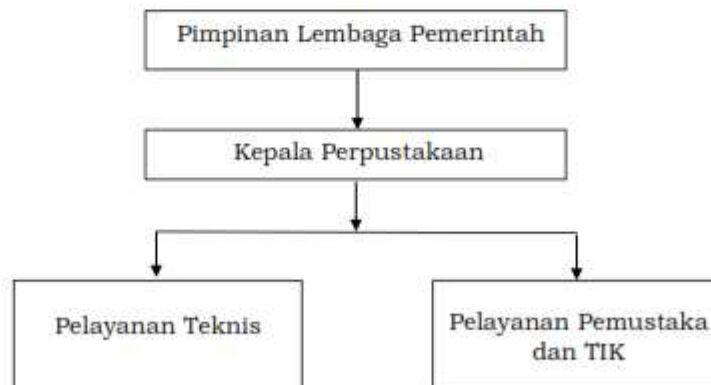 Pimpinan Lembaga Pemerintah
Kepala Perpustakaan
Pelayanan Teknis
Pelayanan Pemustaka
dan TIK